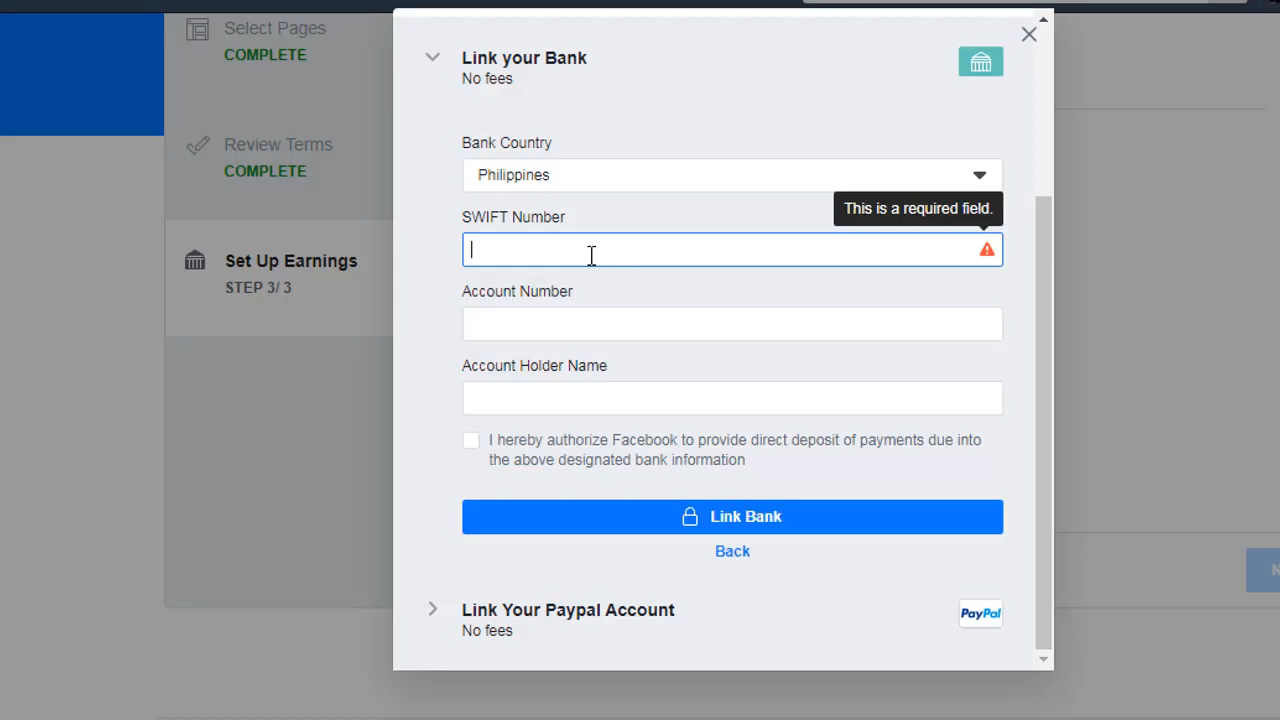 Select Pages
COMPLETE
Review Terms
COMPLETE
Set Up Earnings
STEP 3/ 3
Link your Bank
No fees
Bank Country
Philippines
This is a required field.
SWIFT Number
Account Number
Account Holder Name
I hereby authorize Facebook to provide direct deposit of payments due into
the above designated bank information
Link Bank
Back
Link Your Paypal Account
No fees
PayPal